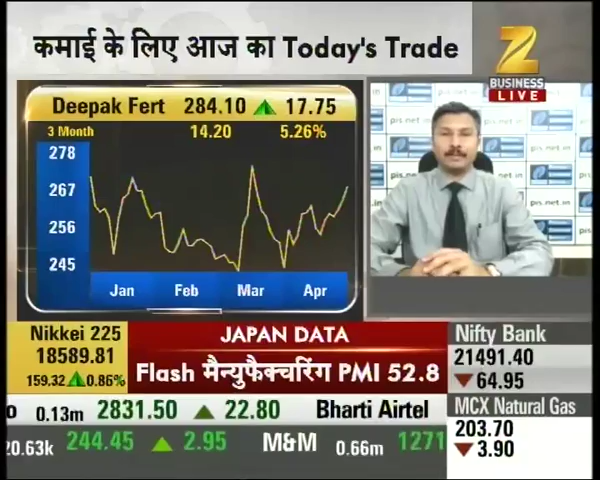 कमाई के लिए आज का Today's Trade
Z
BUSINESS
LIVE
Deepak Fert 284.10 ▲ 17.75
3 Month 14.20 5.26%
278
267
256
245
Jan Feb Mar Apr
pis.net.in
Nikkei 225
18589.81
159.32 ▲ 0.86%
JAPAN DATA
Flash मैन्युफैक्चरिंग PMI 52.8
Nifty Bank
21491.40
▼ 64.95
MCX Natural Gas
203.70
▼ 3.90
o 0.13m 2831.50 ▲ 22.80 Bharti Airtel
20.63k 244.45 ▲ 2.95 M&M 0.66m 1271